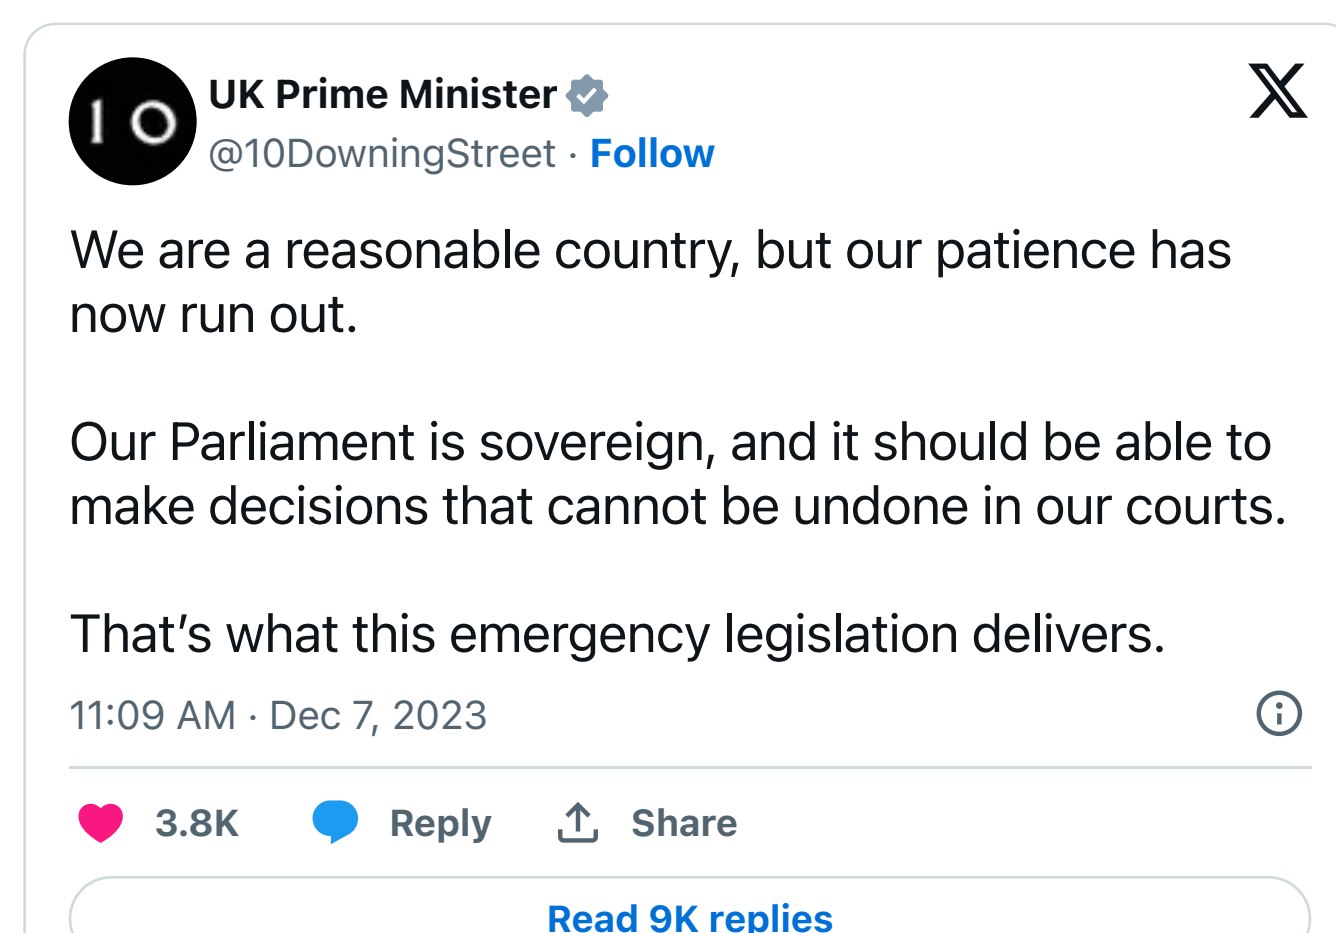 10
UK Prime Minister
@10DowningStreet · Follow
We are a reasonable country, but our patience has
now run out.
Our Parliament is sovereign, and it should be able to
make decisions that cannot be undone in our courts.
That’s what this emergency legislation delivers.
11:09 AM · Dec 7, 2023
3.8K Reply Share
Read 9K replies